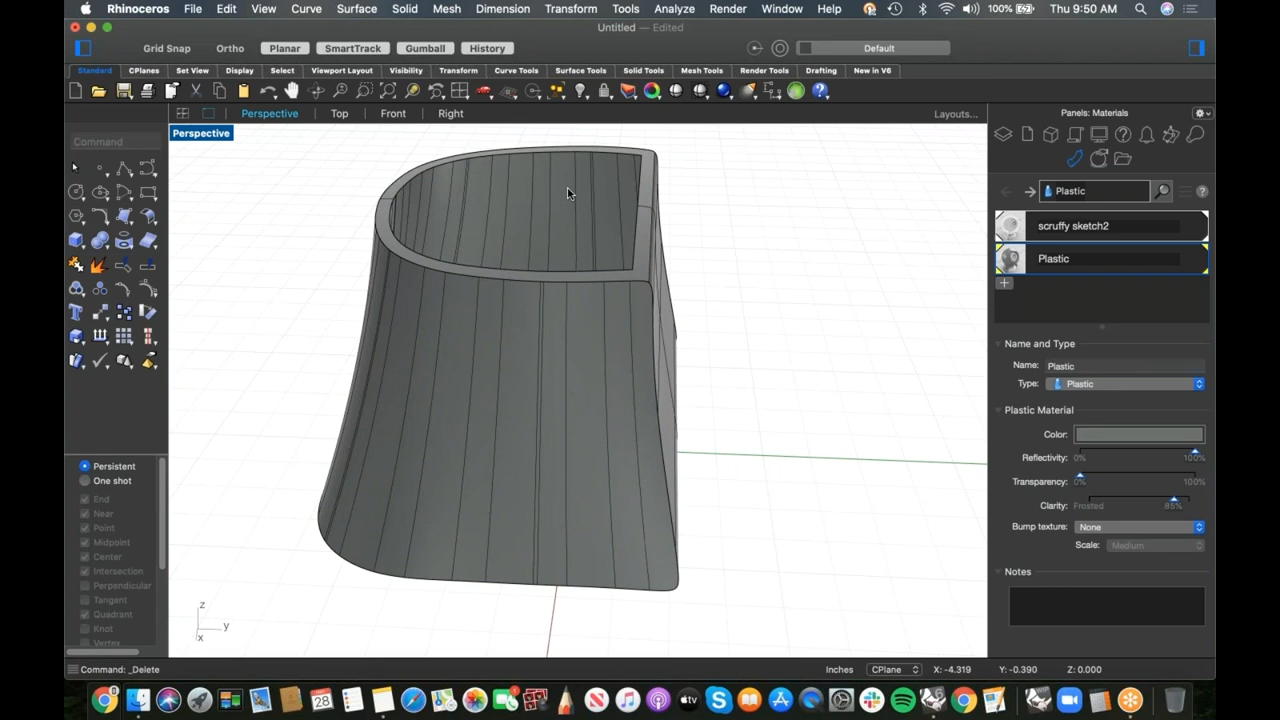 Rhinoceros File Edit View Curve Surface Solid Mesh Dimension Transform Tools Analyze Render Window Help 100% Thu 9:50 AM
Untitled — Edited
Grid Snap Ortho Planar SmartTrack Gumball History Default
Standard CPlanes Set View Display Select Viewport Layout Visibility Transform Curve Tools Surface Tools Solid Tools Mesh Tools Render Tools Drafting New in V6
Perspective Top Front Right Layouts...
Panels: Materials
Perspective
Command
Plastic
scruffy sketch2
Plastic
Name and Type
Name: Plastic
Type: Plastic
Plastic Material
Color:
Reflectivity: 0% 100%
Transparency: 0% 100%
Clarity: Frosted 85%
Bump texture: None
Scale: Medium
Notes
Persistent
One shot
End
Near
Point
Midpoint
Center
Intersection
Perpendicular
Tangent
Quadrant
Knot
Vertex
z
y
x
Command: _Delete
Inches CPlane X: -4.319 Y: -0.390 Z: 0.000
28
tv